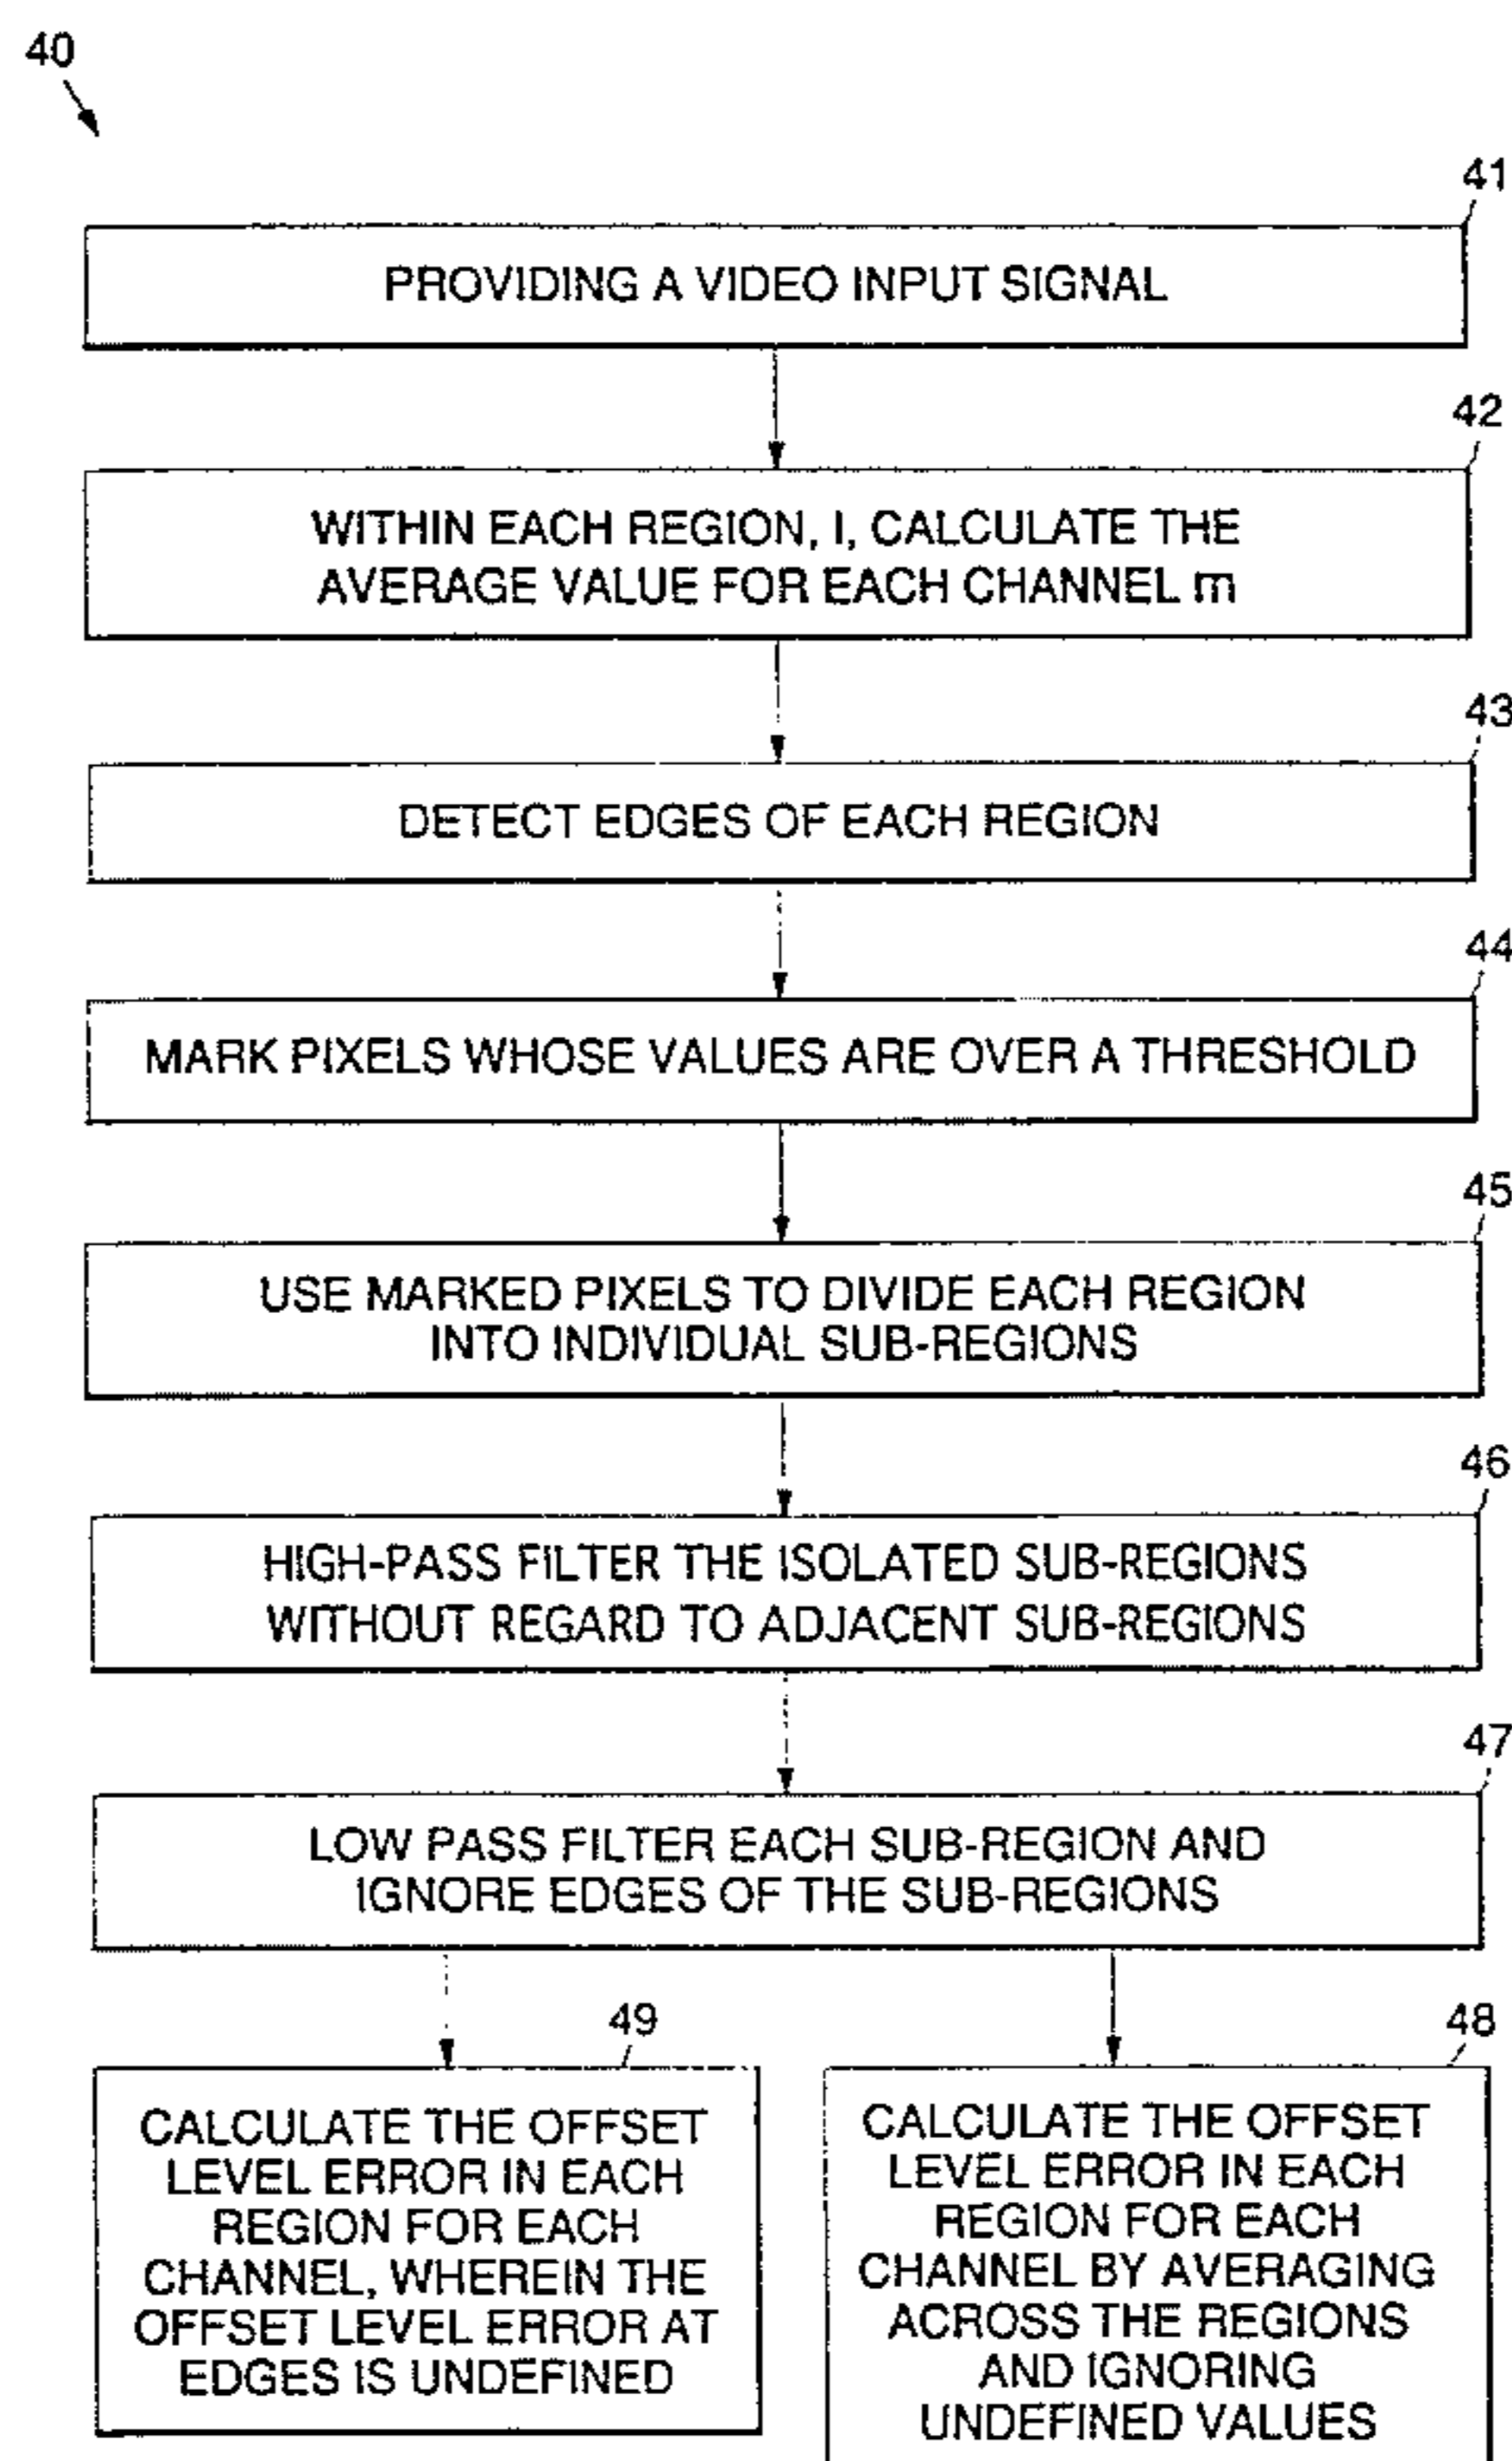 40
41
PROVIDING A VIDEO INPUT SIGNAL
42
WITHIN EACH REGION, I, CALCULATE THE
AVERAGE VALUE FOR EACH CHANNEL m
43
DETECT EDGES OF EACH REGION
44
MARK PIXELS WHOSE VALUES ARE OVER A THRESHOLD
45
USE MARKED PIXELS TO DIVIDE EACH REGION
INTO INDIVIDUAL SUB-REGIONS
46
HIGH-PASS FILTER THE ISOLATED SUB-REGIONS
WITHOUT REGARD TO ADJACENT SUB-REGIONS
47
LOW PASS FILTER EACH SUB-REGION AND
IGNORE EDGES OF THE SUB-REGIONS
49
CALCULATE THE OFFSET
LEVEL ERROR IN EACH
REGION FOR EACH
CHANNEL, WHEREIN THE
OFFSET LEVEL ERROR AT
EDGES IS UNDEFINED
48
CALCULATE THE OFFSET
LEVEL ERROR IN EACH
REGION FOR EACH
CHANNEL BY AVERAGING
ACROSS THE REGIONS
AND IGNORING
UNDEFINED VALUES